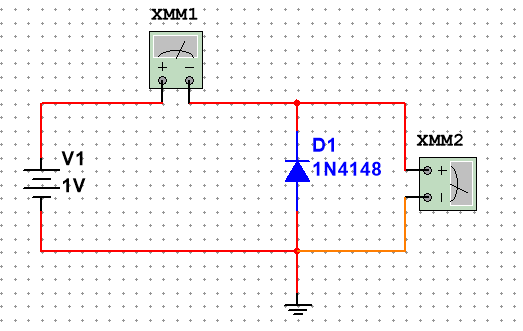 XMM1
+ −
V1
1V
D1
1N4148
XMM2
+
−